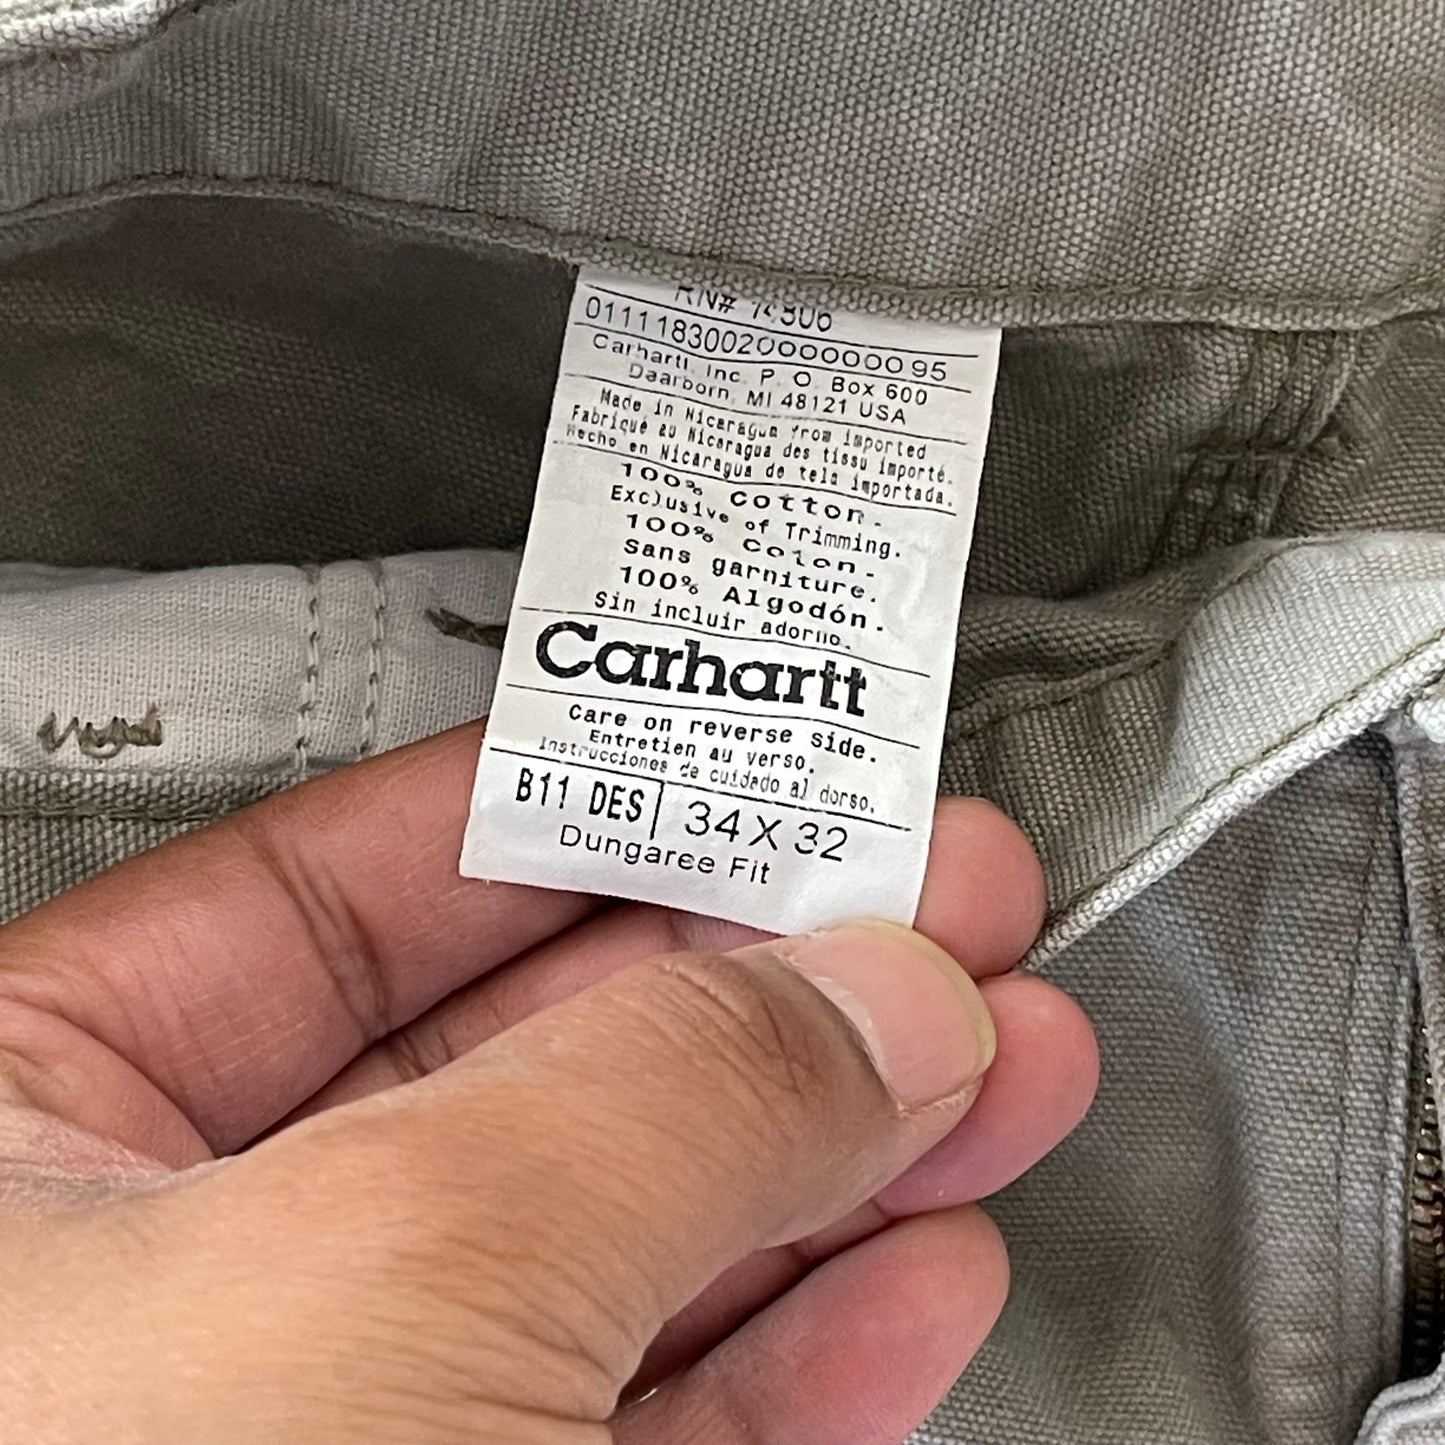 RN# 14806
01111830020000000095
Carhartt, Inc. P. O. Box 600
Dearborn, MI 48121 USA
Made in Nicaragua from imported
Fabriqué au Nicaragua des tissu importé.
Hecho en Nicaragua de tela importada.
100% Cotton.
Exclusive of Trimming.
100% Coton.
Sans garniture.
100% Algodón.
Sin incluir adorno.
Carhartt
Care on reverse side.
Entretien au verso.
Instrucciones de cuidado al dorso.
B11 DES 34 X 32
Dungaree Fit